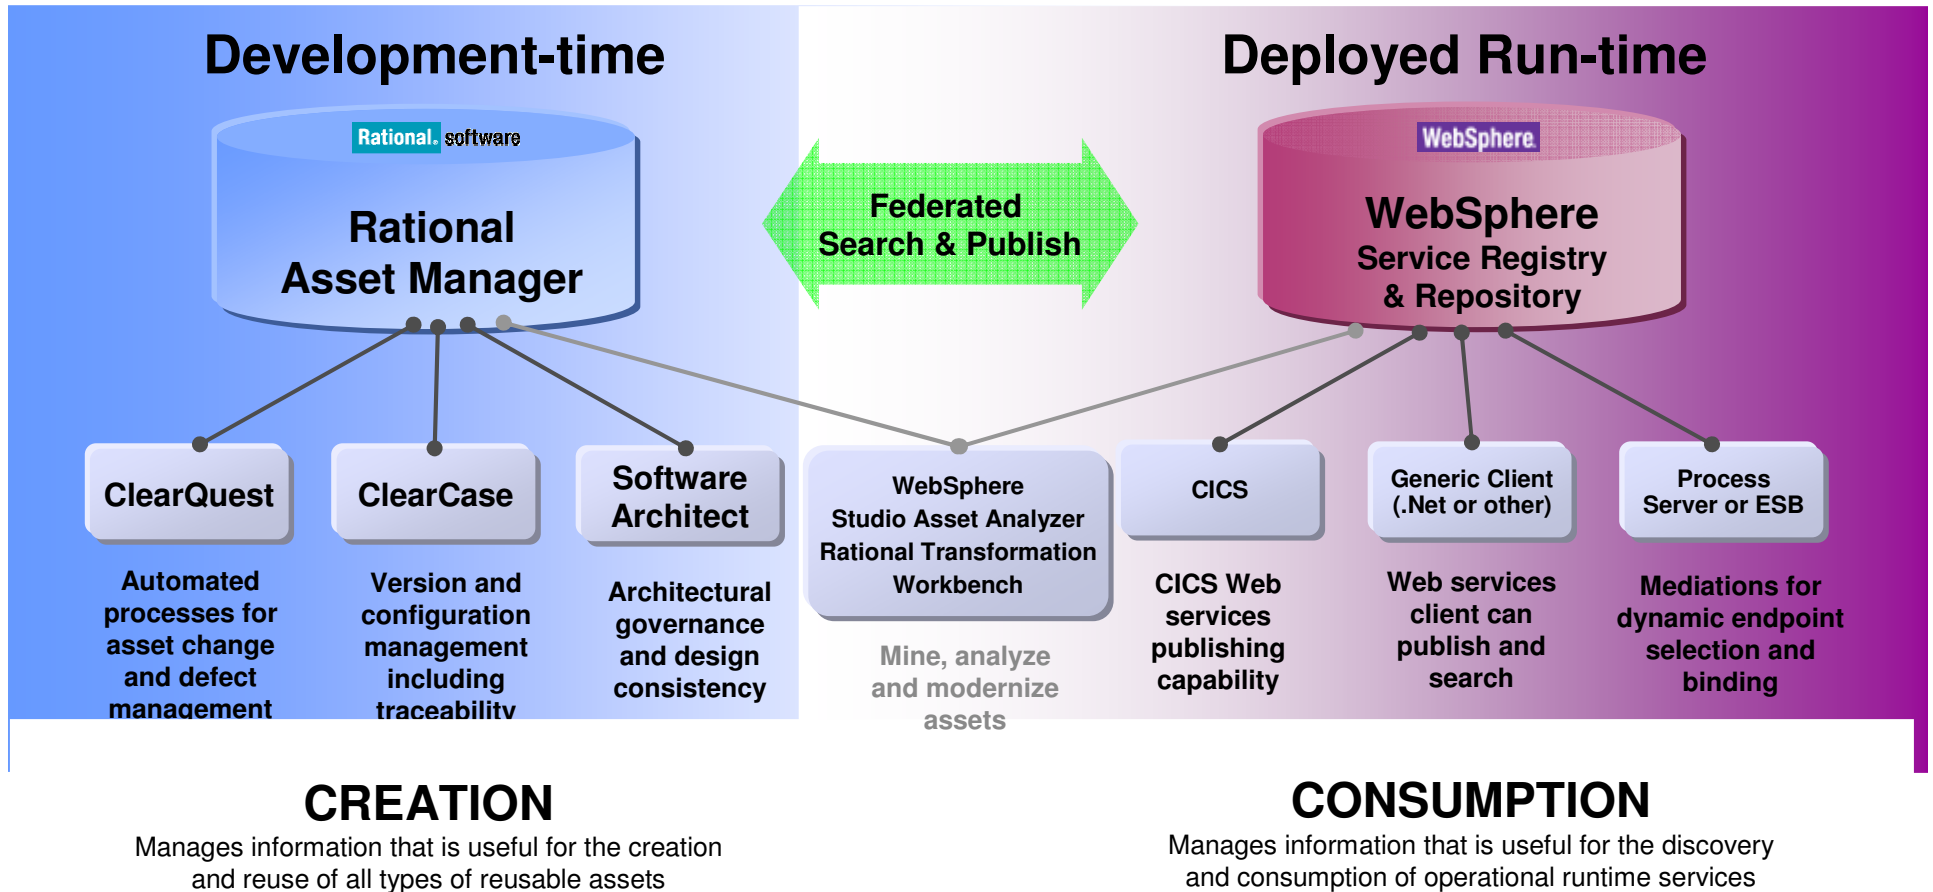 Development-time
Deployed Run-time
Rational. software
Rational
Asset Manager
Federated
Search & Publish
WebSphere.
WebSphere
Service Registry
& Repository
ClearQuest
ClearCase
Software
Architect
WebSphere
Studio Asset Analyzer
Rational Transformation
Workbench
CICS
Generic Client
(.Net or other)
Process
Server or ESB
Automated
processes for
asset change
and defect
management
Version and
configuration
management
including
traceability
Architectural
governance
and design
consistency
Mine, analyze
and modernize
assets
CICS Web
services
publishing
capability
Web services
client can
publish and
search
Mediations for
dynamic endpoint
selection and
binding
CREATION
Manages information that is useful for the creation
and reuse of all types of reusable assets
CONSUMPTION
Manages information that is useful for the discovery
and consumption of operational runtime services